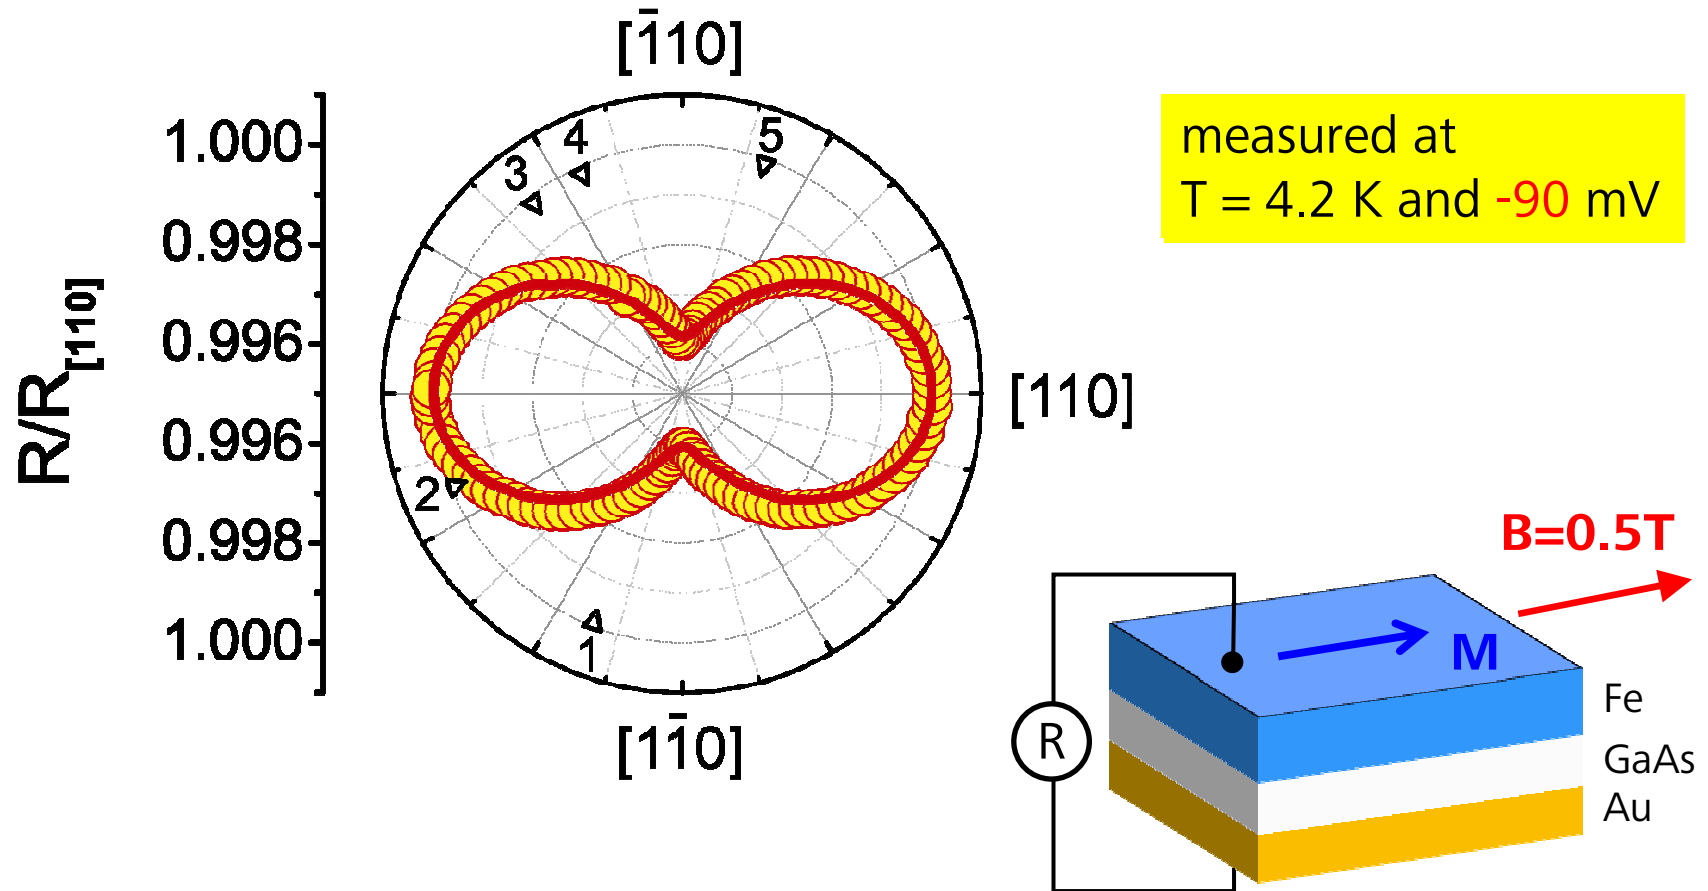 [1̄10]
1.000
0.998
0.996
0.996
0.998
1.000
R/R[110]
4
5
3
2
1
[110]
[11̄0]
measured at
T = 4.2 K and -90 mV
B=0.5T
M
R
Fe
GaAs
Au